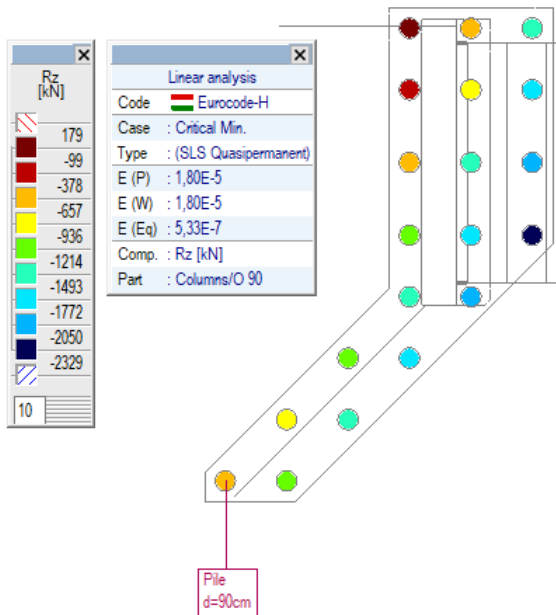 Rz
[kN]
179
-99
-378
-657
-936
-1214
-1493
-1772
-2050
-2329
10
Linear analysis
Code Eurocode-H
Case : Critical Min.
Type : (SLS Quasipermanent)
E (P) : 1,80E-5
E (W) : 1,80E-5
E (Eq) : 5,33E-7
Comp. : Rz [kN]
Part : Columns/O 90
Pile
d=90cm